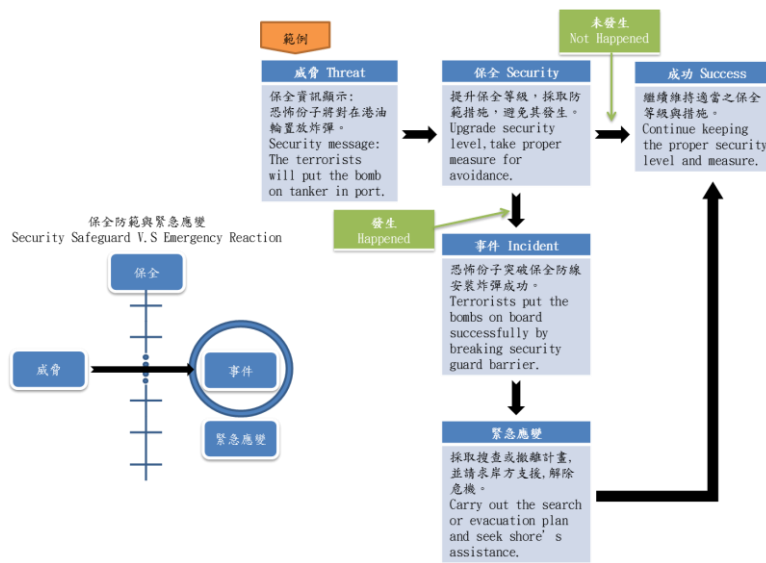 範例
未發生
Not Happened
威脅 Threat
保全資訊顯示:
恐怖份子將對在港油
輪置放炸彈。
Security message:
The terrorists
will put the bomb
on tanker in port.
保全 Security
提升保全等級，採取防
範措施，避免其發生。
Upgrade security
level,take proper
measure for
avoidance.
成功 Success
繼續維持適當之保全
等級與措施。
Continue keeping
the proper security
level and measure.
發生
Happened
事件 Incident
恐怖份子突破保全防線
安裝炸彈成功。
Terrorists put the
bombs on board
successfully by
breaking security
guard barrier.
緊急應變
採取搜查或撤離計畫,
並請求岸方支援,解除
危機。
Carry out the search
or evacuation plan
and seek shore's
assistance.
保全防範與緊急應變
Security Safeguard V.S Emergency Reaction
保全
威脅
事件
緊急應變